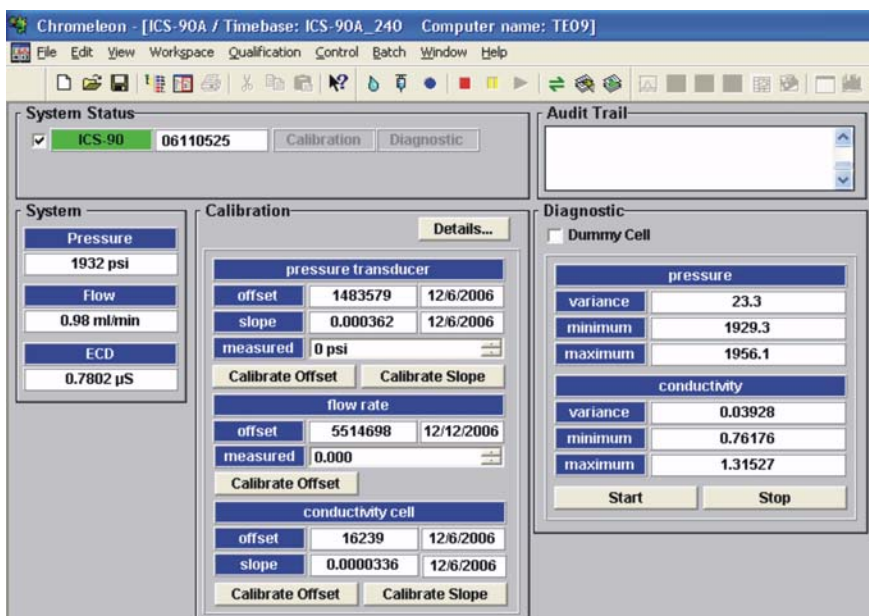 Chromeleon - [ICS-90A / Timebase: ICS-90A_240 Computer name: TE09]
File Edit View Workspace Qualification Control Batch Window Help
System Status
ICS-90 06110525 Calibration Diagnostic
Audit Trail
System
Pressure
1932 psi
Flow
0.98 ml/min
ECD
0.7802 µS
Calibration
Details...
pressure transducer
offset 1483579 12/6/2006
slope 0.000362 12/6/2006
measured 0 psi
Calibrate Offset Calibrate Slope
flow rate
offset 5514698 12/12/2006
measured 0.000
Calibrate Offset
conductivity cell
offset 16239 12/6/2006
slope 0.0000336 12/6/2006
Calibrate Offset Calibrate Slope
Diagnostic
Dummy Cell
pressure
variance 23.3
minimum 1929.3
maximum 1956.1
conductivity
variance 0.03928
minimum 0.76176
maximum 1.31527
Start Stop